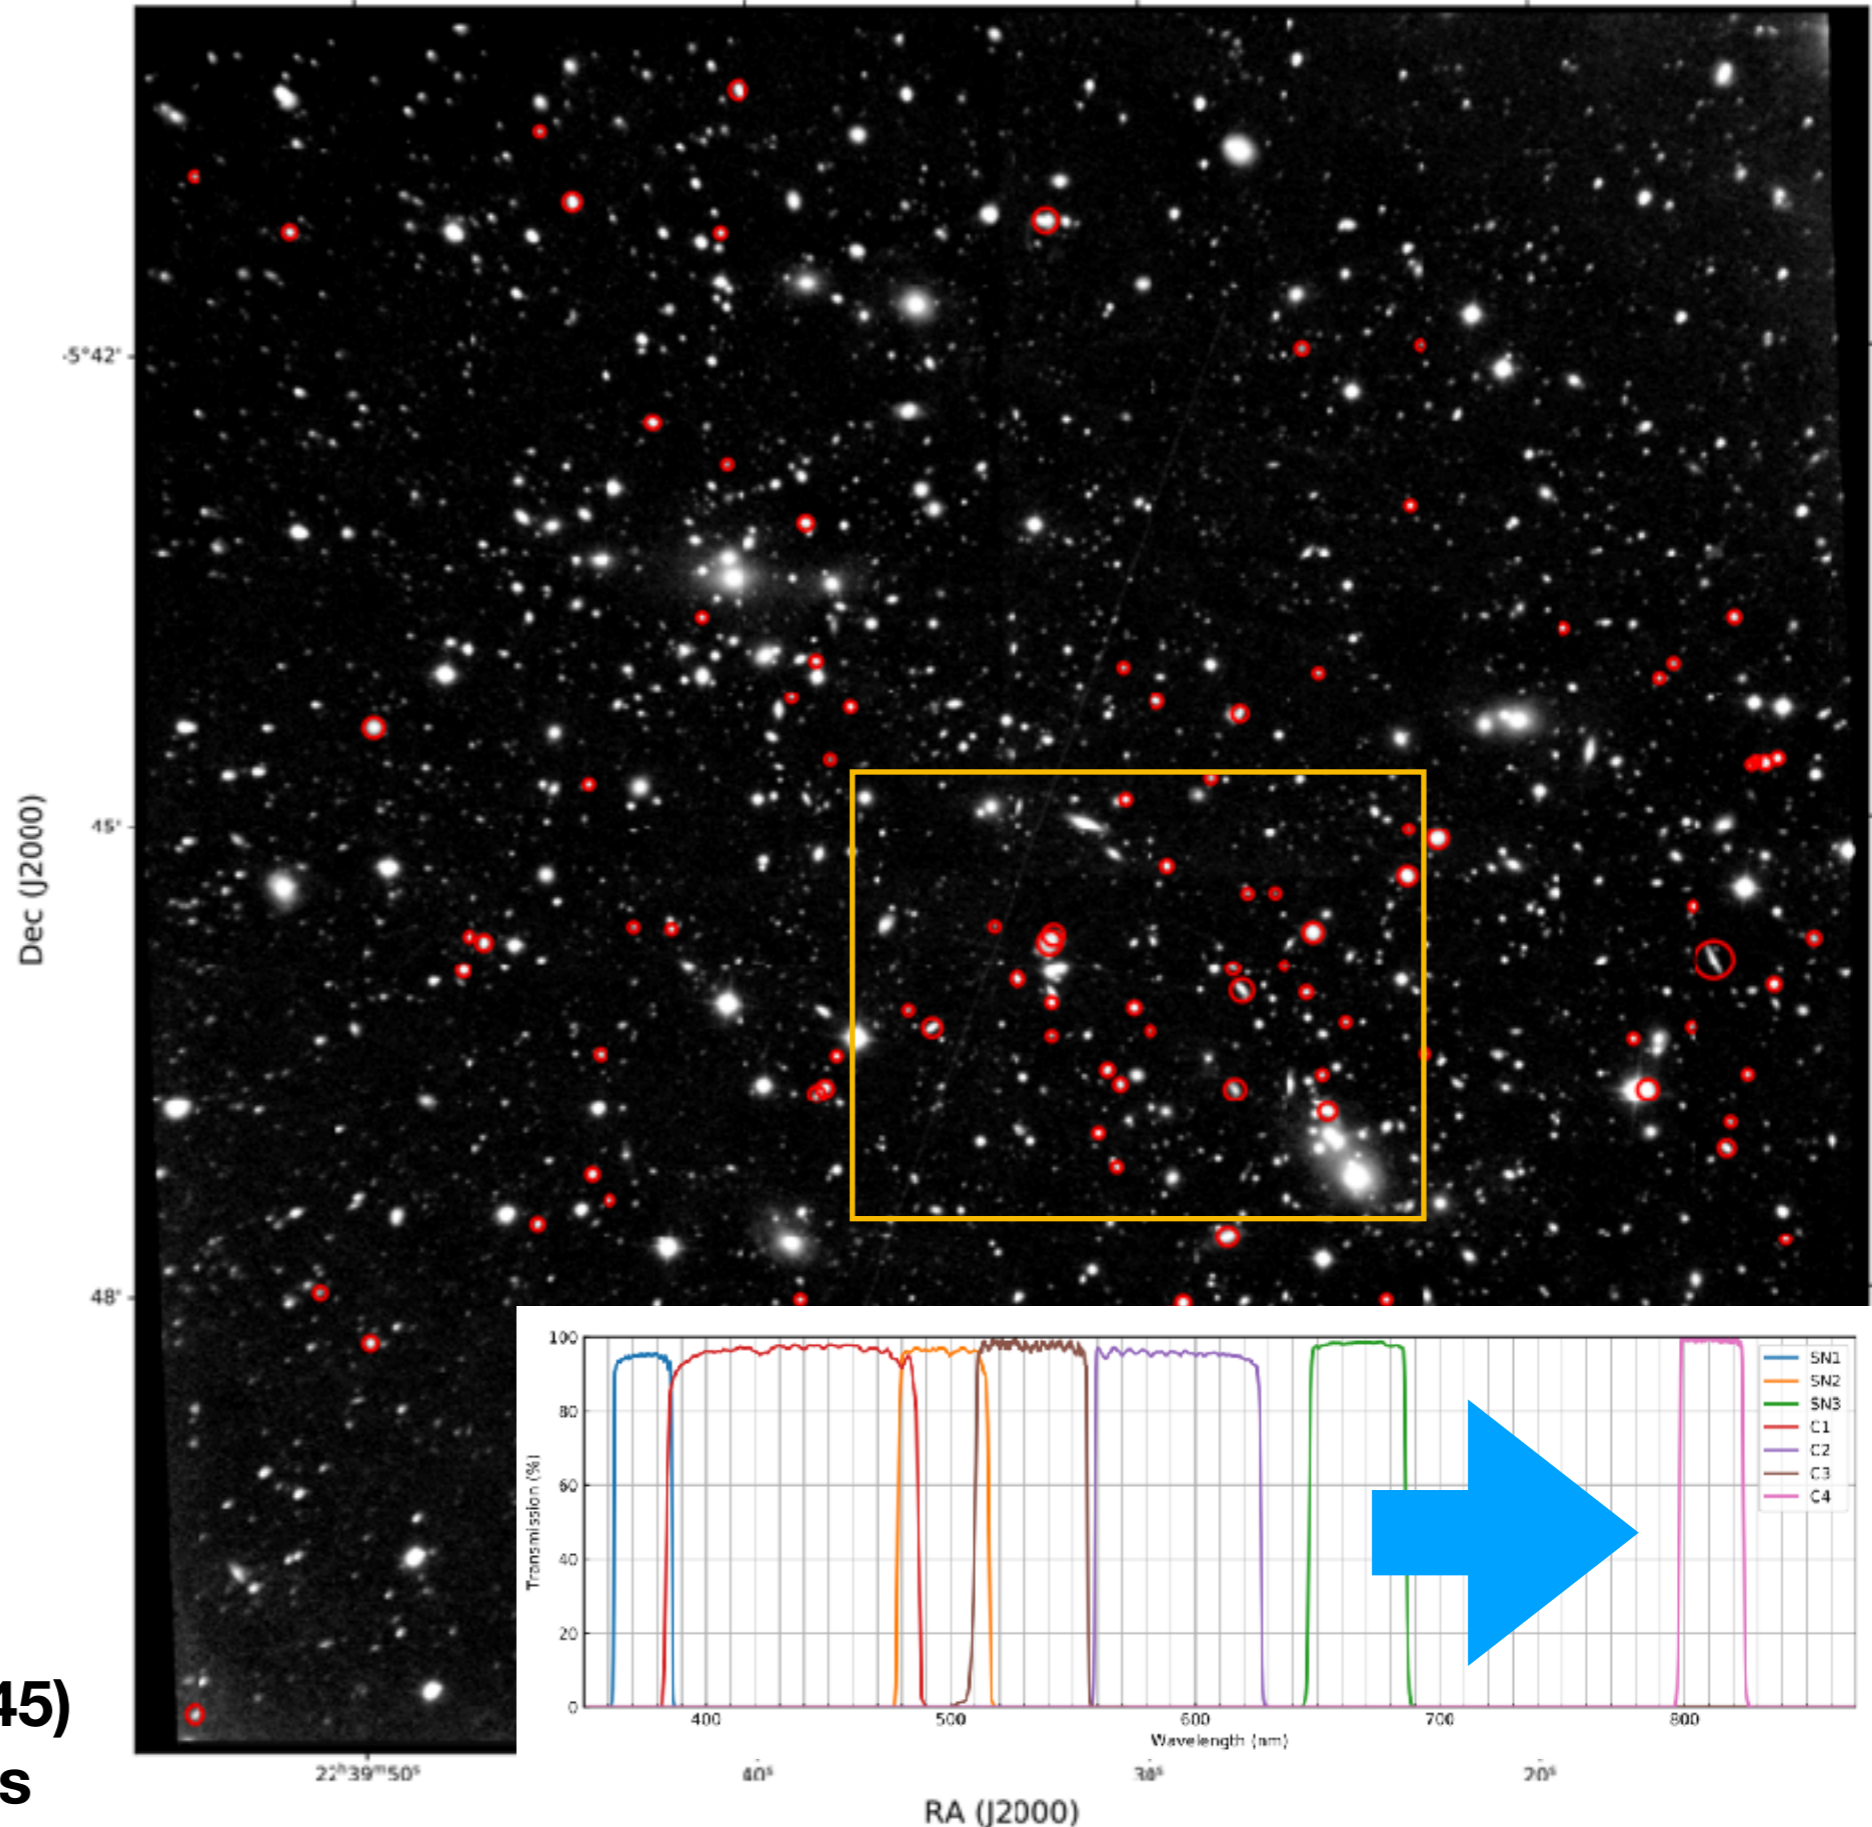 -5°42'
45'
48'
Dec (J2000)
100
80
60
40
20
0
Transmission (%)
SN1
SN2
SN3
C1
C2
C3
C4
400 500 600 700 800
Wavelength (nm)
45)
s
22ʰ39ᵐ50ˢ 40ˢ 30ˢ 20ˢ
RA (J2000)